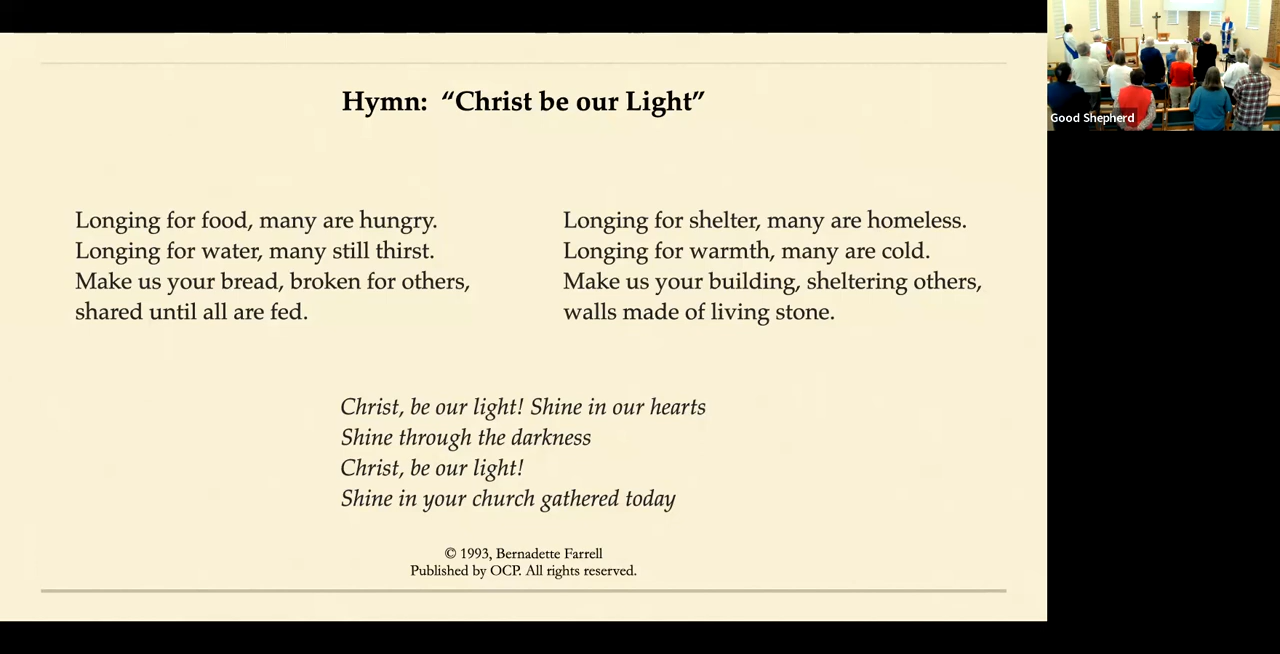 Hymn:  “Christ be our Light”
Longing for food, many are hungry.
Longing for water, many still thirst.
Make us your bread, broken for others,
shared until all are fed.
Longing for shelter, many are homeless.
Longing for warmth, many are cold.
Make us your building, sheltering others,
walls made of living stone.
Christ, be our light! Shine in our hearts
Shine through the darkness
Christ, be our light!
Shine in your church gathered today
© 1993, Bernadette Farrell
Published by OCP. All rights reserved.
Good Shepherd